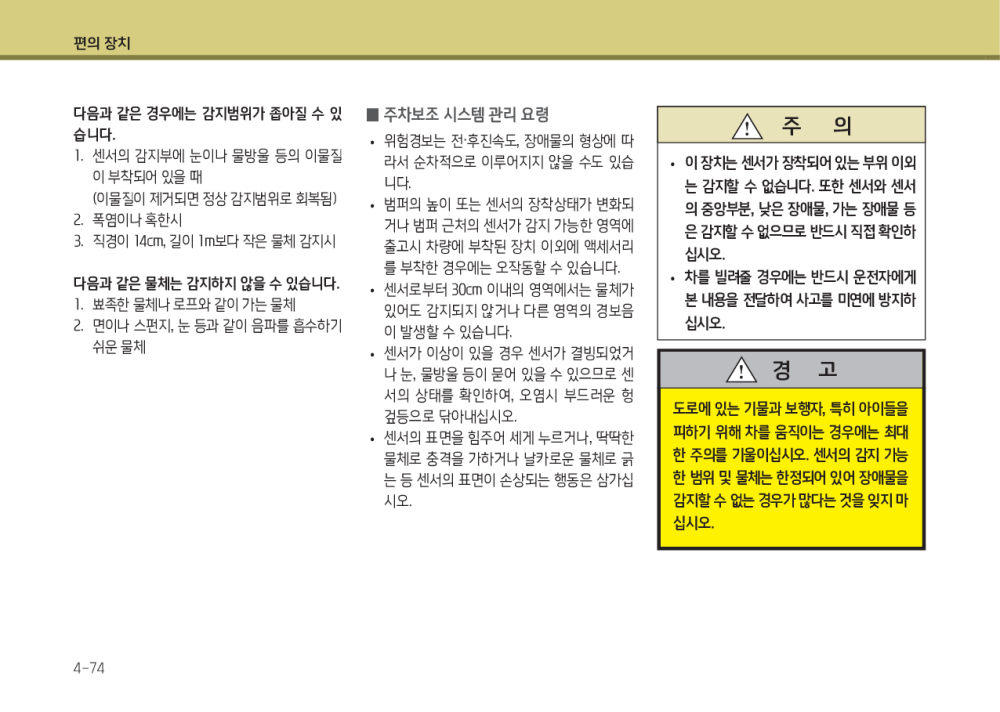 편의 장치
다음과 같은 경우에는 감지범위가 좁아질 수 있
습니다.
1. 센서의 감지부에 눈이나 물방울 등의 이물질
이 부착되어 있을 때
(이물질이 제거되면 정상 감지범위로 회복됨)
2. 폭염이나 혹한시
3. 직경이 14cm, 길이 1m보다 작은 물체 감지시
다음과 같은 물체는 감지하지 않을 수 있습니다.
1. 뾰족한 물체나 로프와 같이 가는 물체
2. 면이나 스펀지, 눈 등과 같이 음파를 흡수하기
쉬운 물체
■ 주차보조 시스템 관리 요령
• 위험경보는 전·후진속도, 장애물의 형상에 따
라서 순차적으로 이루어지지 않을 수도 있습
니다.
• 범퍼의 높이 또는 센서의 장착상태가 변화되
거나 범퍼 근처의 센서가 감지 가능한 영역에
출고시 차량에 부착된 장치 이외에 액세서리
를 부착한 경우에는 오작동할 수 있습니다.
• 센서로부터 30cm 이내의 영역에서는 물체가
있어도 감지되지 않거나 다른 영역의 경보음
이 발생할 수 있습니다.
• 센서가 이상이 있을 경우 센서가 결빙되었거
나 눈, 물방울 등이 묻어 있을 수 있으므로 센
서의 상태를 확인하여, 오염시 부드러운 헝
겊등으로 닦아내십시오.
• 센서의 표면을 힘주어 세게 누르거나, 딱딱한
물체로 충격을 가하거나 날카로운 물체로 긁
는 등 센서의 표면이 손상되는 행동은 삼가십
시오.
주 의
• 이 장치는 센서가 장착되어 있는 부위 이외
는 감지할 수 없습니다. 또한 센서와 센서
의 중앙부분, 낮은 장애물, 가는 장애물 등
은 감지할 수 없으므로 반드시 직접 확인하
십시오.
• 차를 빌려줄 경우에는 반드시 운전자에게
본 내용을 전달하여 사고를 미연에 방지하
십시오.
경 고
도로에 있는 기물과 보행자, 특히 아이들을
피하기 위해 차를 움직이는 경우에는 최대
한 주의를 기울이십시오. 센서의 감지 가능
한 범위 및 물체는 한정되어 있어 장애물을
감지할 수 없는 경우가 많다는 것을 잊지 마
십시오.
4-74